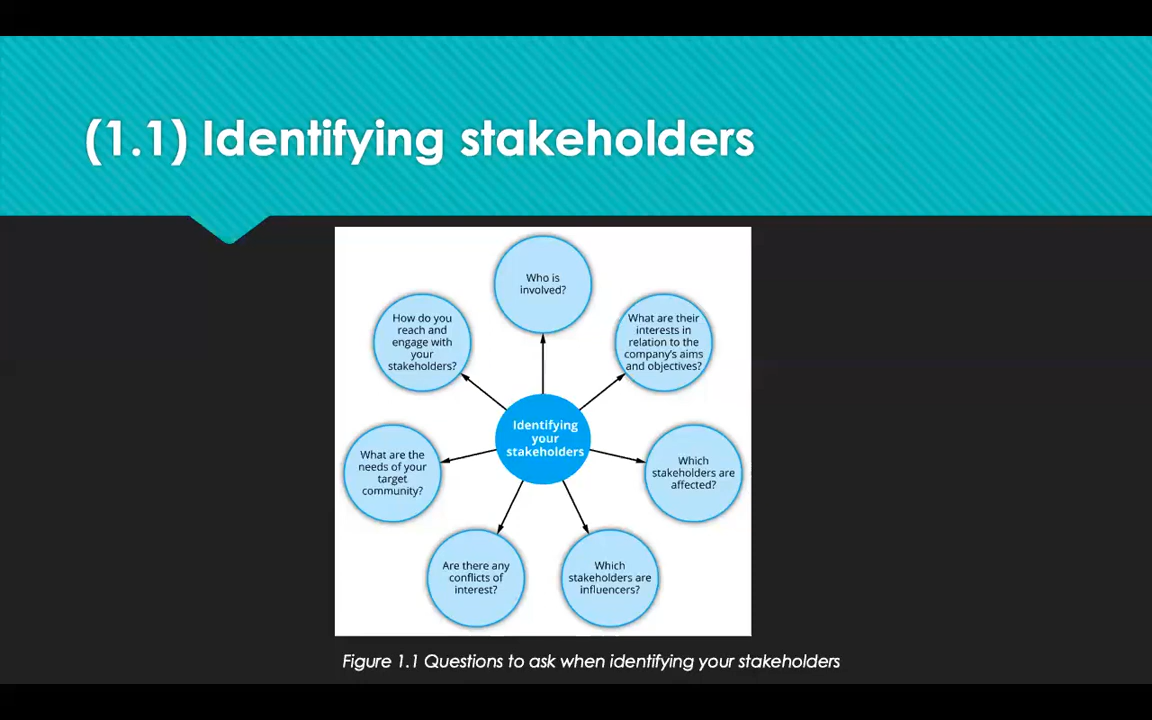 (1.1) Identifying stakeholders
Who is
involved?
What are their
interests in
relation to the
company's aims
and objectives?
Which
stakeholders are
affected?
Which
stakeholders are
influencers?
Are there any
conflicts of
interest?
What are the
needs of your
target
community?
How do you
reach and
engage with
your
stakeholders?
Identifying
your
stakeholders
Figure 1.1 Questions to ask when identifying your stakeholders